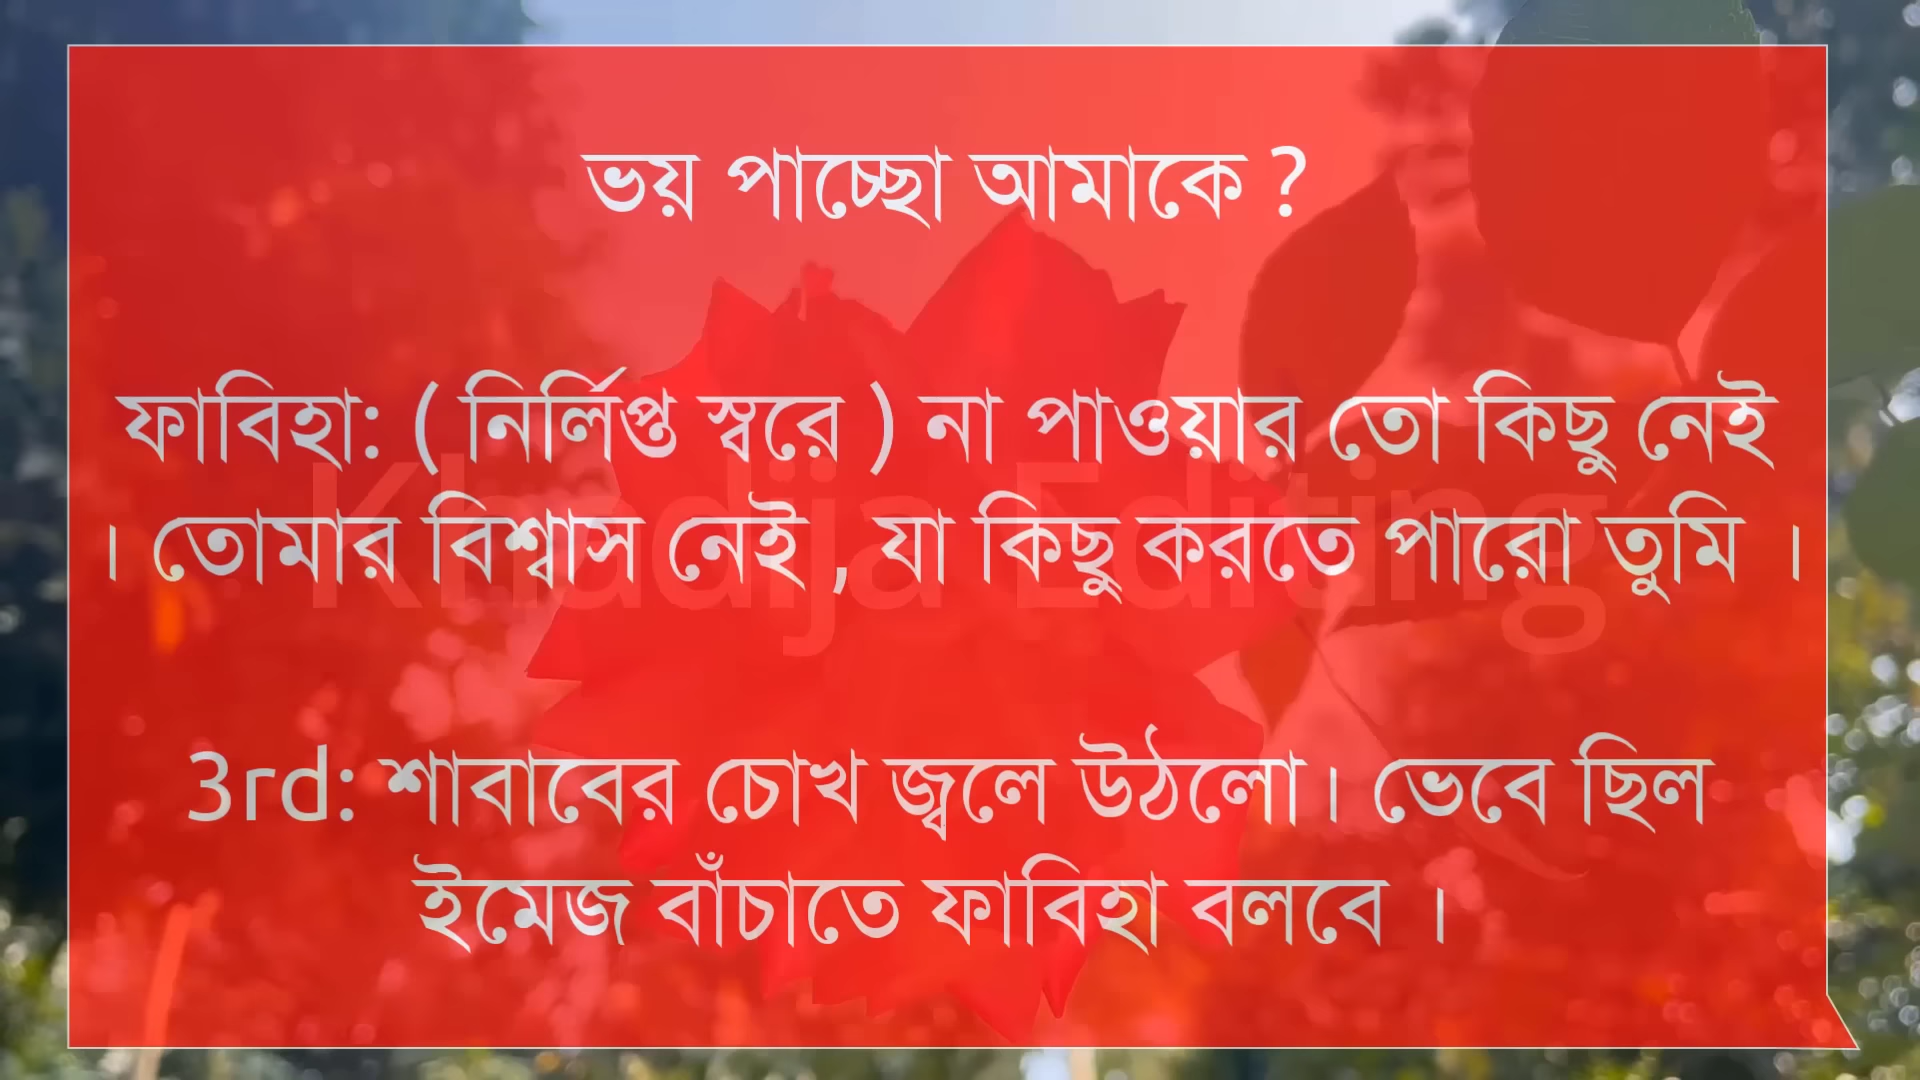 ভয় পাচ্ছো আমাকে ?
ফাবিহা: ( নির্লিপ্ত স্বরে ) না পাওয়ার তো কিছু নেই
। তোমার বিশ্বাস নেই , যা কিছু করতে পারো তুমি ।
Khadija Editing
3rd: শাবাবের চোখ জ্বলে উঠলো। ভেবে ছিল
ইমেজ বাঁচাতে ফাবিহা বলবে ।